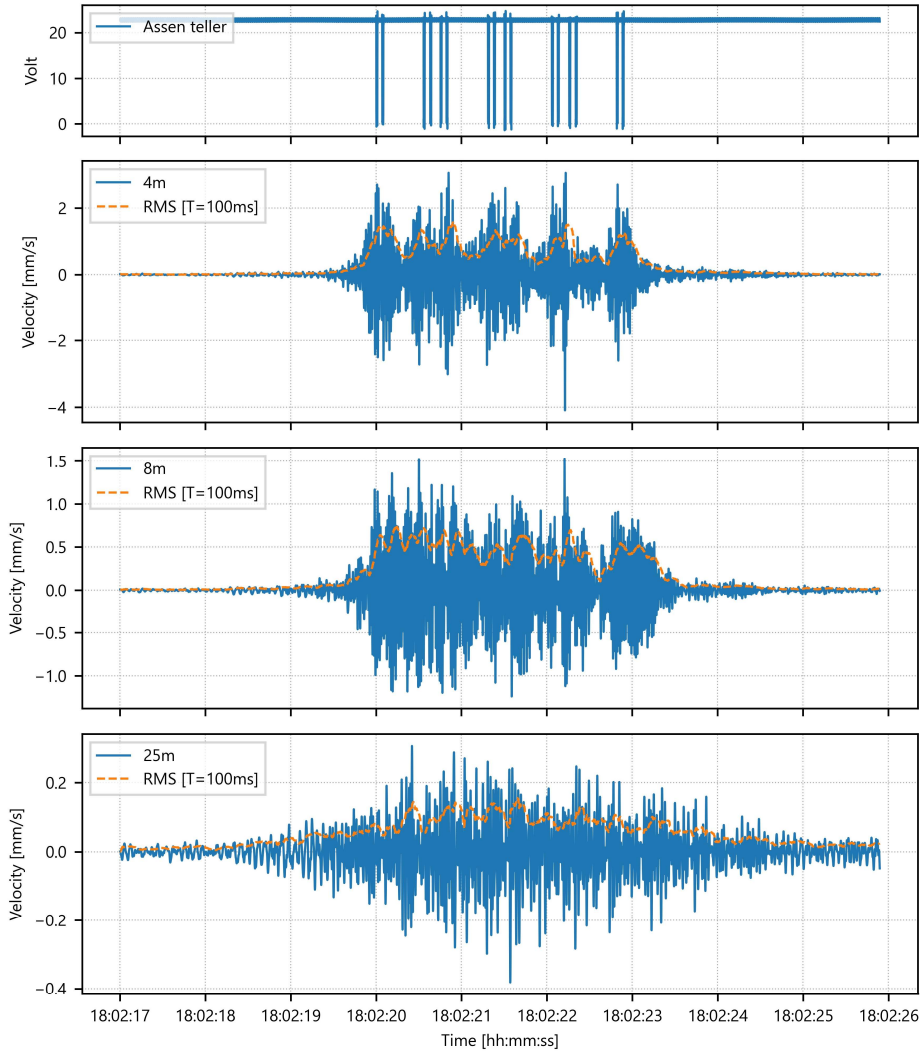 Assen teller
20
10
0
Volt
4m
RMS [T=100ms]
2
0
−2
−4
Velocity [mm/s]
8m
RMS [T=100ms]
1.5
1.0
0.5
0.0
−0.5
−1.0
Velocity [mm/s]
25m
RMS [T=100ms]
0.2
0.0
−0.2
−0.4
Velocity [mm/s]
18:02:17 18:02:18 18:02:19 18:02:20 18:02:21 18:02:22 18:02:23 18:02:24 18:02:25 18:02:26
Time [hh:mm:ss]